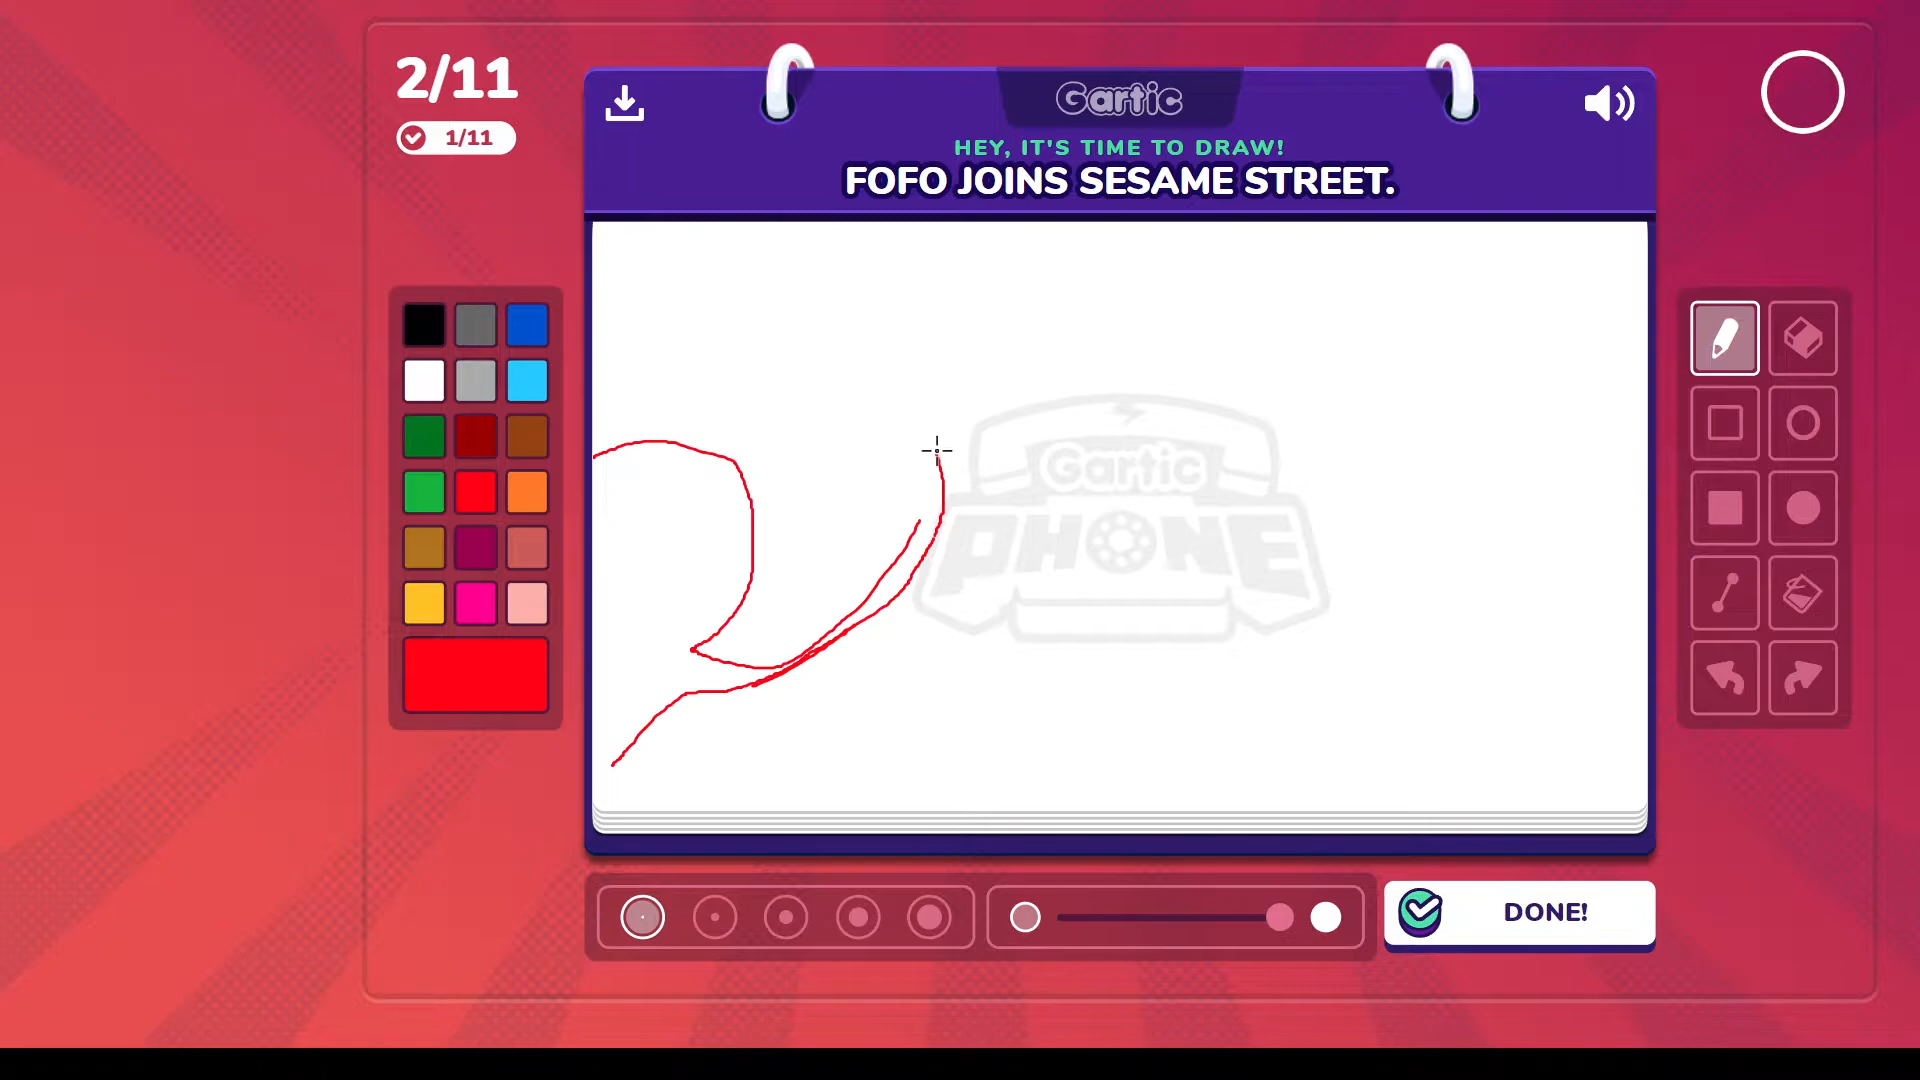 2/11
1/11
Gartic
HEY, IT'S TIME TO DRAW!
FOFO JOINS SESAME STREET.
Gartic
PHONE
DONE!